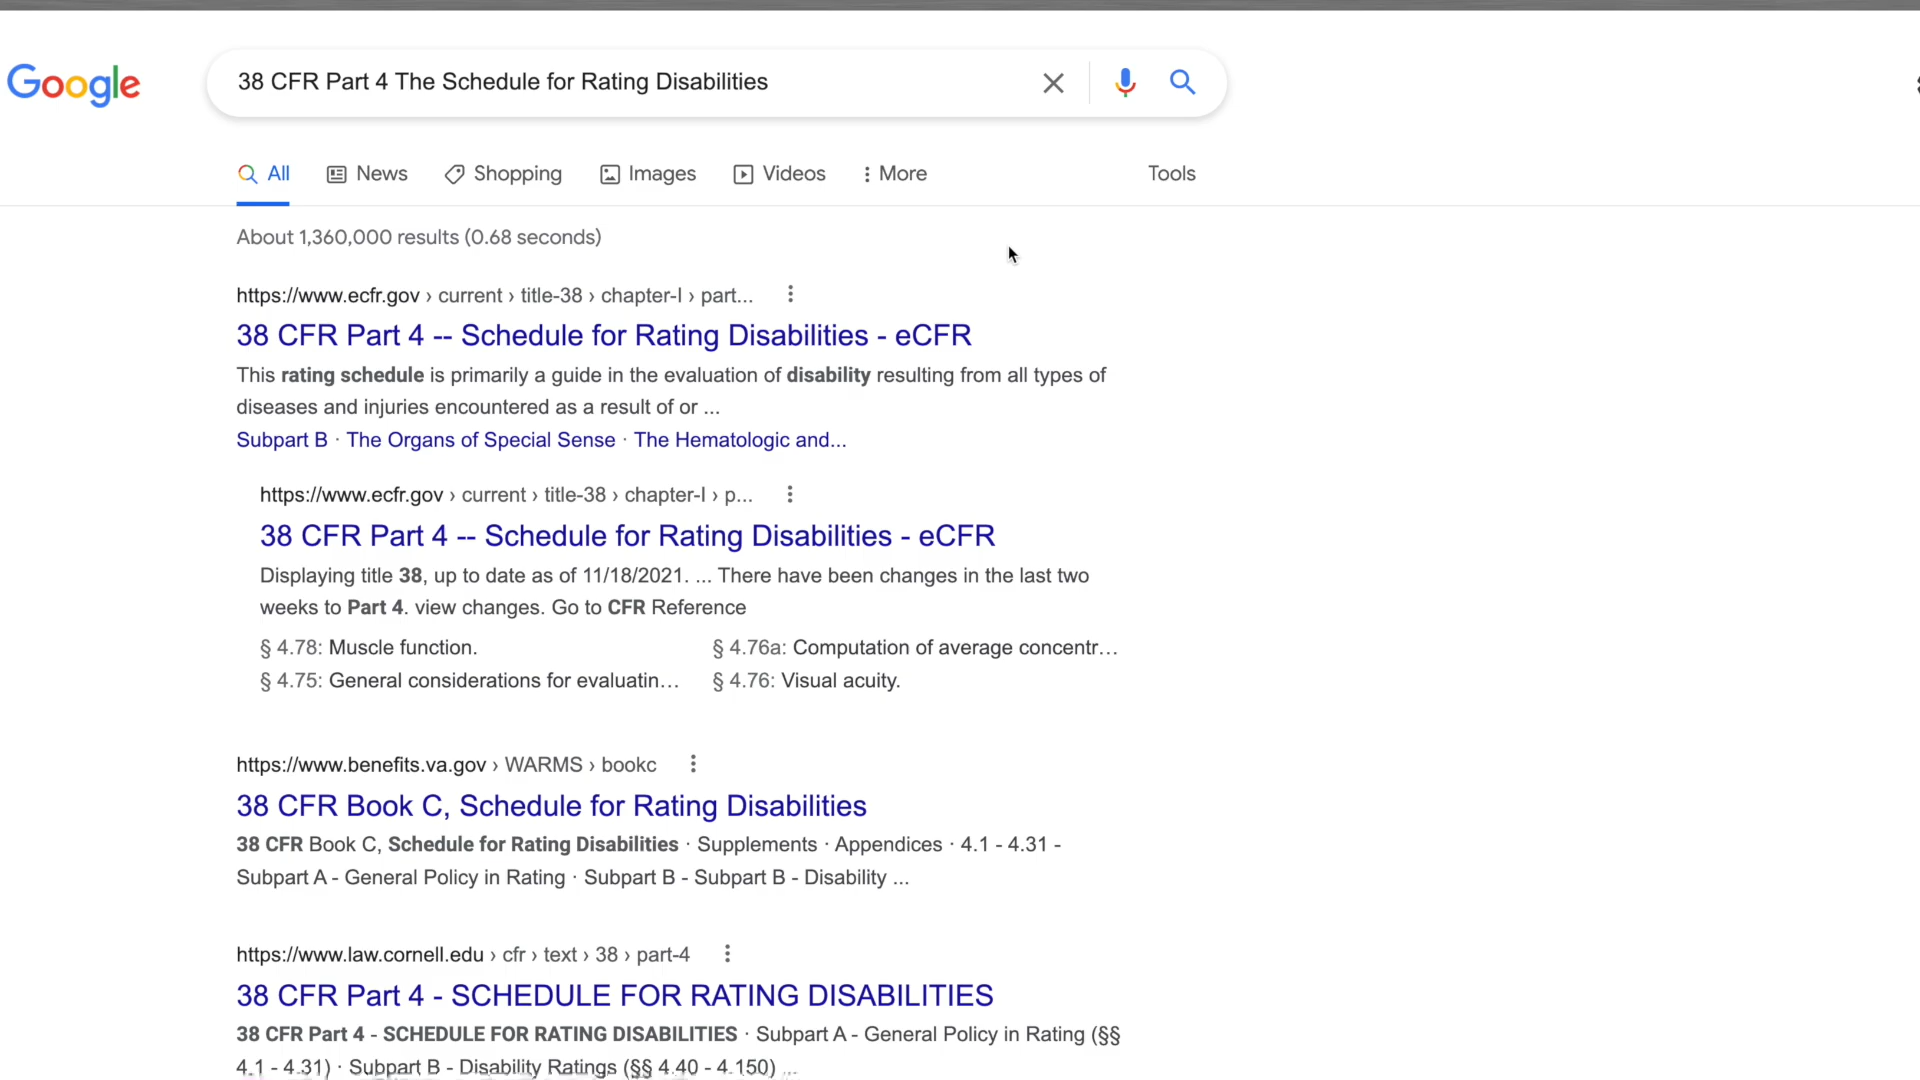 Google
38 CFR Part 4 The Schedule for Rating Disabilities
All News Shopping Images Videos More Tools
About 1,360,000 results (0.68 seconds)
https://www.ecfr.gov › current › title-38 › chapter-I › part...
38 CFR Part 4 -- Schedule for Rating Disabilities - eCFR
This rating schedule is primarily a guide in the evaluation of disability resulting from all types of
diseases and injuries encountered as a result of or ...
Subpart B · The Organs of Special Sense · The Hematologic and...
https://www.ecfr.gov › current › title-38 › chapter-I › p...
38 CFR Part 4 -- Schedule for Rating Disabilities - eCFR
Displaying title 38, up to date as of 11/18/2021. ... There have been changes in the last two
weeks to Part 4. view changes. Go to CFR Reference
§ 4.78: Muscle function. § 4.76a: Computation of average concentr...
§ 4.75: General considerations for evaluatin... § 4.76: Visual acuity.
https://www.benefits.va.gov › WARMS › bookc
38 CFR Book C, Schedule for Rating Disabilities
38 CFR Book C, Schedule for Rating Disabilities · Supplements · Appendices · 4.1 - 4.31 -
Subpart A - General Policy in Rating · Subpart B - Subpart B - Disability ...
https://www.law.cornell.edu › cfr › text › 38 › part-4
38 CFR Part 4 - SCHEDULE FOR RATING DISABILITIES
38 CFR Part 4 - SCHEDULE FOR RATING DISABILITIES · Subpart A - General Policy in Rating (§§
4.1 - 4.31) · Subpart B - Disability Ratings (§§ 4.40 - 4.150) ...